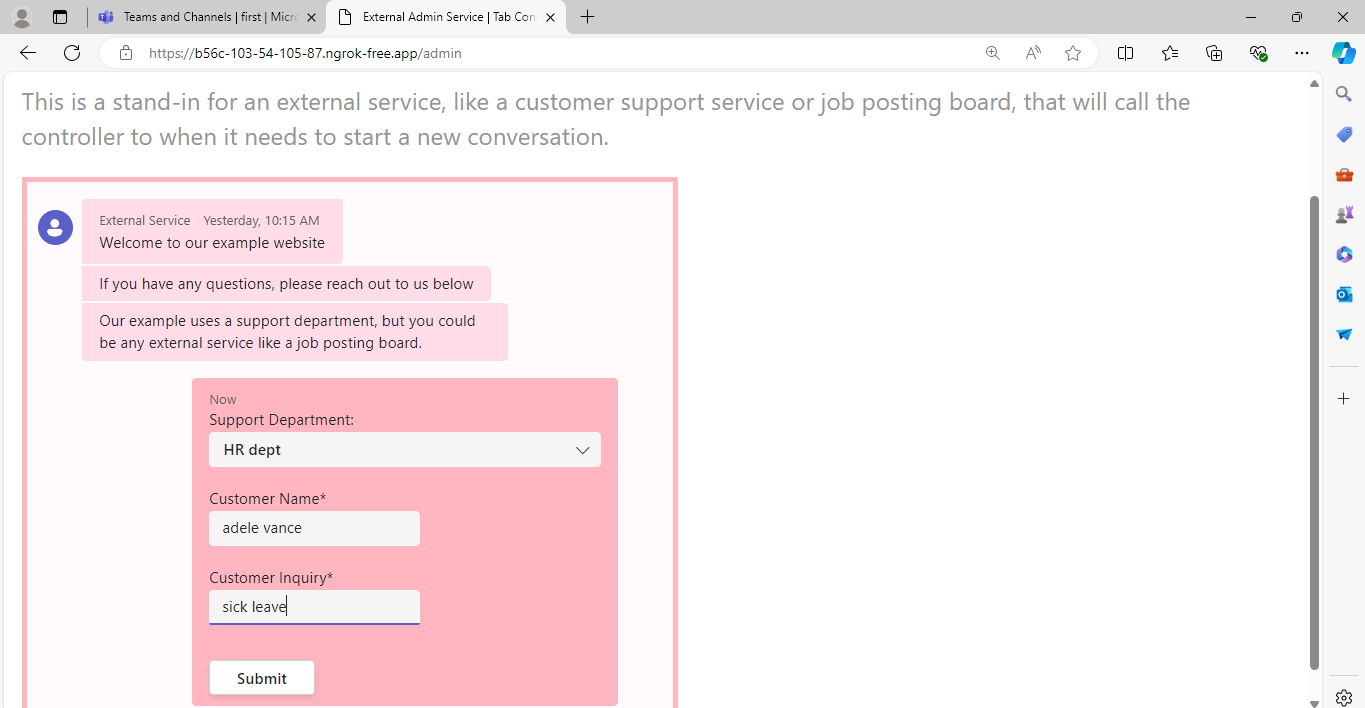 Teams and Channels | first | Micro
External Admin Service | Tab Con
https://b56c-103-54-105-87.ngrok-free.app/admin
This is a stand-in for an external service, like a customer support service or job posting board, that will call the
controller to when it needs to start a new conversation.
External Service Yesterday, 10:15 AM
Welcome to our example website
If you have any questions, please reach out to us below
Our example uses a support department, but you could
be any external service like a job posting board.
Now
Support Department:
HR dept
Customer Name*
adele vance
Customer Inquiry*
sick leave
Submit